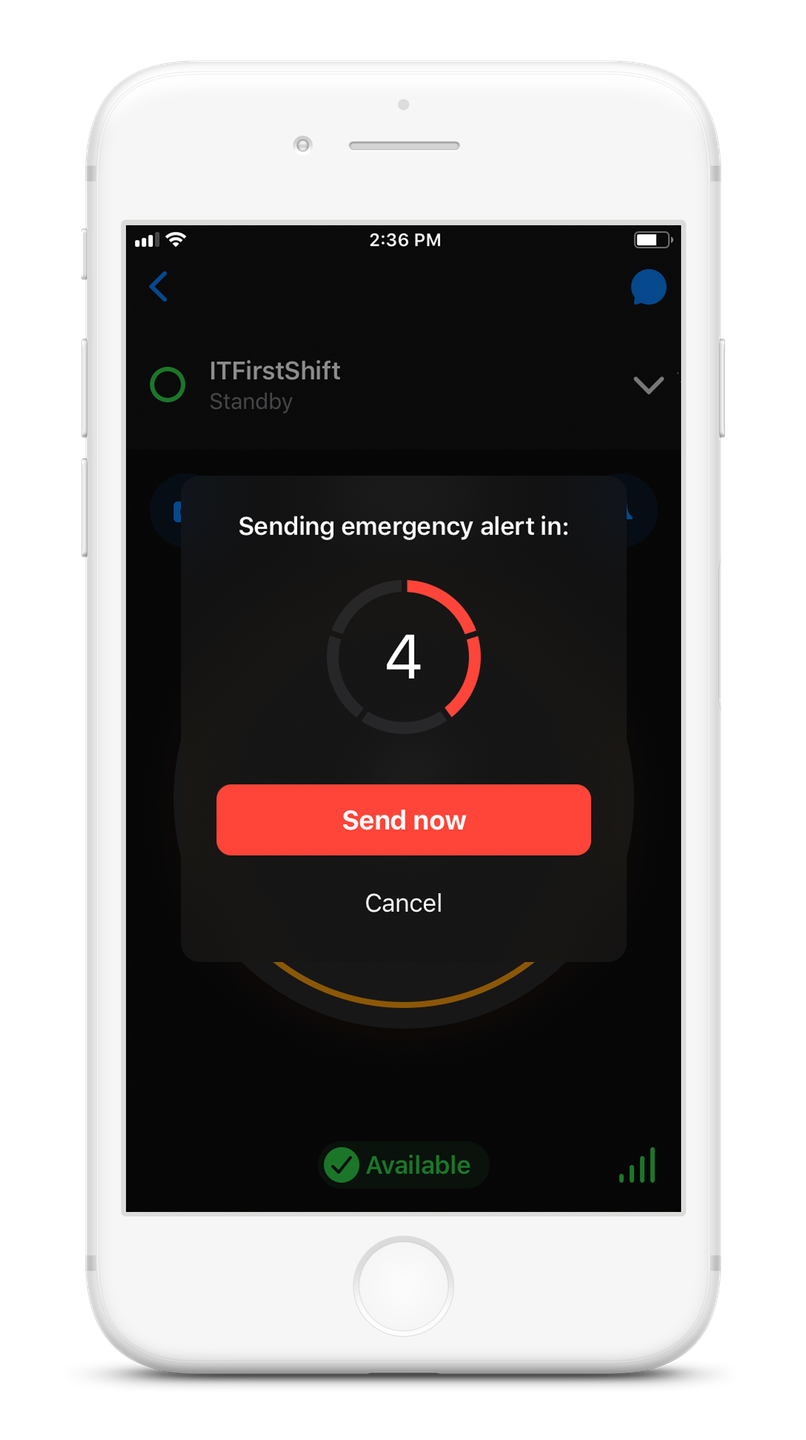 2:36 PM
ITFirstShift
Standby
Sending emergency alert in:
4
Send now
Cancel
Available